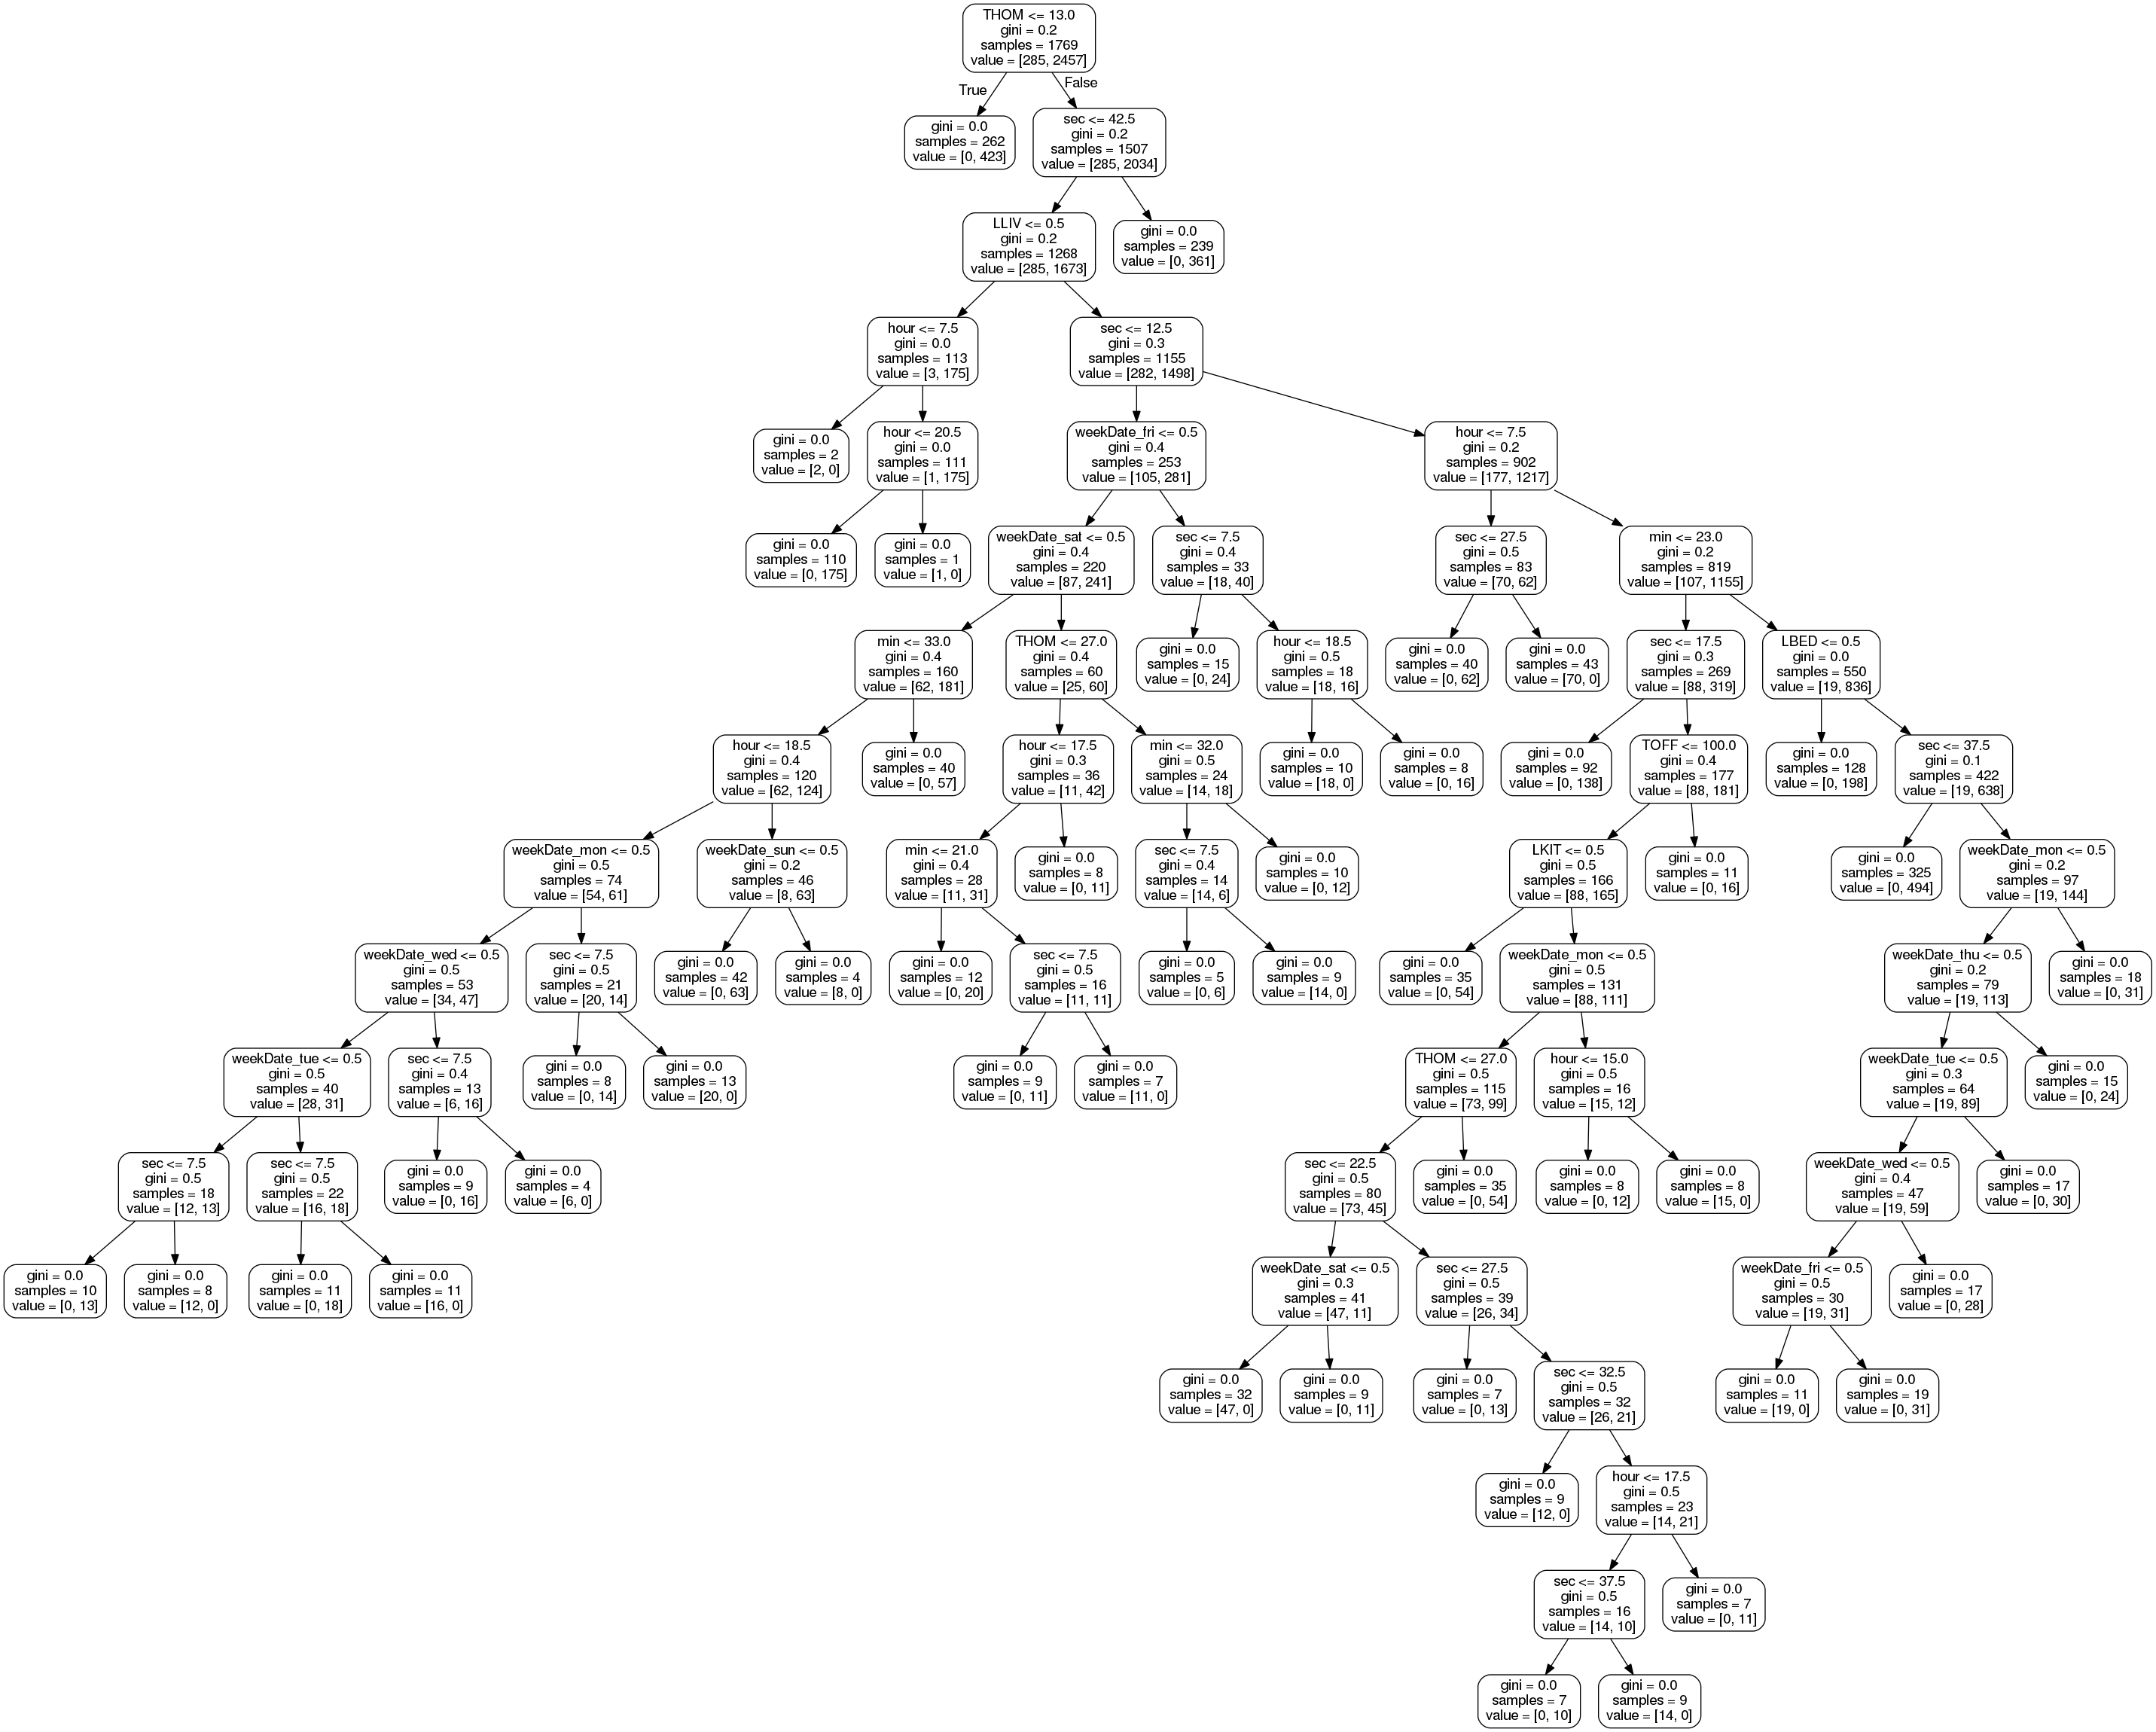 THOM <= 13.0
gini = 0.2
samples = 1769
value = [285, 2457]
True
False
gini = 0.0
samples = 262
value = [0, 423]
sec <= 42.5
gini = 0.2
samples = 1507
value = [285, 2034]
LLIV <= 0.5
gini = 0.2
samples = 1268
value = [285, 1673]
gini = 0.0
samples = 239
value = [0, 361]
hour <= 7.5
gini = 0.0
samples = 113
value = [3, 175]
sec <= 12.5
gini = 0.3
samples = 1155
value = [282, 1498]
gini = 0.0
samples = 2
value = [2, 0]
hour <= 20.5
gini = 0.0
samples = 111
value = [1, 175]
weekDate_fri <= 0.5
gini = 0.4
samples = 253
value = [105, 281]
hour <= 7.5
gini = 0.2
samples = 902
value = [177, 1217]
gini = 0.0
samples = 110
value = [0, 175]
gini = 0.0
samples = 1
value = [1, 0]
weekDate_sat <= 0.5
gini = 0.4
samples = 220
value = [87, 241]
sec <= 7.5
gini = 0.4
samples = 33
value = [18, 40]
sec <= 27.5
gini = 0.5
samples = 83
value = [70, 62]
min <= 23.0
gini = 0.2
samples = 819
value = [107, 1155]
min <= 33.0
gini = 0.4
samples = 160
value = [62, 181]
THOM <= 27.0
gini = 0.4
samples = 60
value = [25, 60]
gini = 0.0
samples = 15
value = [0, 24]
hour <= 18.5
gini = 0.5
samples = 18
value = [18, 16]
gini = 0.0
samples = 40
value = [0, 62]
gini = 0.0
samples = 43
value = [70, 0]
sec <= 17.5
gini = 0.3
samples = 269
value = [88, 319]
LBED <= 0.5
gini = 0.0
samples = 550
value = [19, 836]
hour <= 18.5
gini = 0.4
samples = 120
value = [62, 124]
gini = 0.0
samples = 40
value = [0, 57]
hour <= 17.5
gini = 0.3
samples = 36
value = [11, 42]
min <= 32.0
gini = 0.5
samples = 24
value = [14, 18]
gini = 0.0
samples = 10
value = [18, 0]
gini = 0.0
samples = 8
value = [0, 16]
gini = 0.0
samples = 92
value = [0, 138]
TOFF <= 100.0
gini = 0.4
samples = 177
value = [88, 181]
gini = 0.0
samples = 128
value = [0, 198]
sec <= 37.5
gini = 0.1
samples = 422
value = [19, 638]
weekDate_mon <= 0.5
gini = 0.5
samples = 74
value = [54, 61]
weekDate_sun <= 0.5
gini = 0.2
samples = 46
value = [8, 63]
min <= 21.0
gini = 0.4
samples = 28
value = [11, 31]
gini = 0.0
samples = 8
value = [0, 11]
sec <= 7.5
gini = 0.4
samples = 14
value = [14, 6]
gini = 0.0
samples = 10
value = [0, 12]
LKIT <= 0.5
gini = 0.5
samples = 166
value = [88, 165]
gini = 0.0
samples = 11
value = [0, 16]
gini = 0.0
samples = 325
value = [0, 494]
weekDate_mon <= 0.5
gini = 0.2
samples = 97
value = [19, 144]
weekDate_wed <= 0.5
gini = 0.5
samples = 53
value = [34, 47]
sec <= 7.5
gini = 0.5
samples = 21
value = [20, 14]
gini = 0.0
samples = 42
value = [0, 63]
gini = 0.0
samples = 4
value = [8, 0]
gini = 0.0
samples = 12
value = [0, 20]
sec <= 7.5
gini = 0.5
samples = 16
value = [11, 11]
gini = 0.0
samples = 5
value = [0, 6]
gini = 0.0
samples = 9
value = [14, 0]
gini = 0.0
samples = 35
value = [0, 54]
weekDate_mon <= 0.5
gini = 0.5
samples = 131
value = [88, 111]
weekDate_thu <= 0.5
gini = 0.2
samples = 79
value = [19, 113]
gini = 0.0
samples = 18
value = [0, 31]
weekDate_tue <= 0.5
gini = 0.5
samples = 40
value = [28, 31]
sec <= 7.5
gini = 0.4
samples = 13
value = [6, 16]
gini = 0.0
samples = 8
value = [0, 14]
gini = 0.0
samples = 13
value = [20, 0]
gini = 0.0
samples = 9
value = [0, 11]
gini = 0.0
samples = 7
value = [11, 0]
THOM <= 27.0
gini = 0.5
samples = 115
value = [73, 99]
hour <= 15.0
gini = 0.5
samples = 16
value = [15, 12]
weekDate_tue <= 0.5
gini = 0.3
samples = 64
value = [19, 89]
gini = 0.0
samples = 15
value = [0, 24]
sec <= 7.5
gini = 0.5
samples = 18
value = [12, 13]
sec <= 7.5
gini = 0.5
samples = 22
value = [16, 18]
gini = 0.0
samples = 9
value = [0, 16]
gini = 0.0
samples = 4
value = [6, 0]
sec <= 22.5
gini = 0.5
samples = 80
value = [73, 45]
gini = 0.0
samples = 35
value = [0, 54]
gini = 0.0
samples = 8
value = [0, 12]
gini = 0.0
samples = 8
value = [15, 0]
weekDate_wed <= 0.5
gini = 0.4
samples = 47
value = [19, 59]
gini = 0.0
samples = 17
value = [0, 30]
gini = 0.0
samples = 10
value = [0, 13]
gini = 0.0
samples = 8
value = [12, 0]
gini = 0.0
samples = 11
value = [0, 18]
gini = 0.0
samples = 11
value = [16, 0]
weekDate_sat <= 0.5
gini = 0.3
samples = 41
value = [47, 11]
sec <= 27.5
gini = 0.5
samples = 39
value = [26, 34]
weekDate_fri <= 0.5
gini = 0.5
samples = 30
value = [19, 31]
gini = 0.0
samples = 17
value = [0, 28]
gini = 0.0
samples = 32
value = [47, 0]
gini = 0.0
samples = 9
value = [0, 11]
gini = 0.0
samples = 7
value = [0, 13]
sec <= 32.5
gini = 0.5
samples = 32
value = [26, 21]
gini = 0.0
samples = 11
value = [19, 0]
gini = 0.0
samples = 19
value = [0, 31]
gini = 0.0
samples = 9
value = [12, 0]
hour <= 17.5
gini = 0.5
samples = 23
value = [14, 21]
sec <= 37.5
gini = 0.5
samples = 16
value = [14, 10]
gini = 0.0
samples = 7
value = [0, 11]
gini = 0.0
samples = 7
value = [0, 10]
gini = 0.0
samples = 9
value = [14, 0]